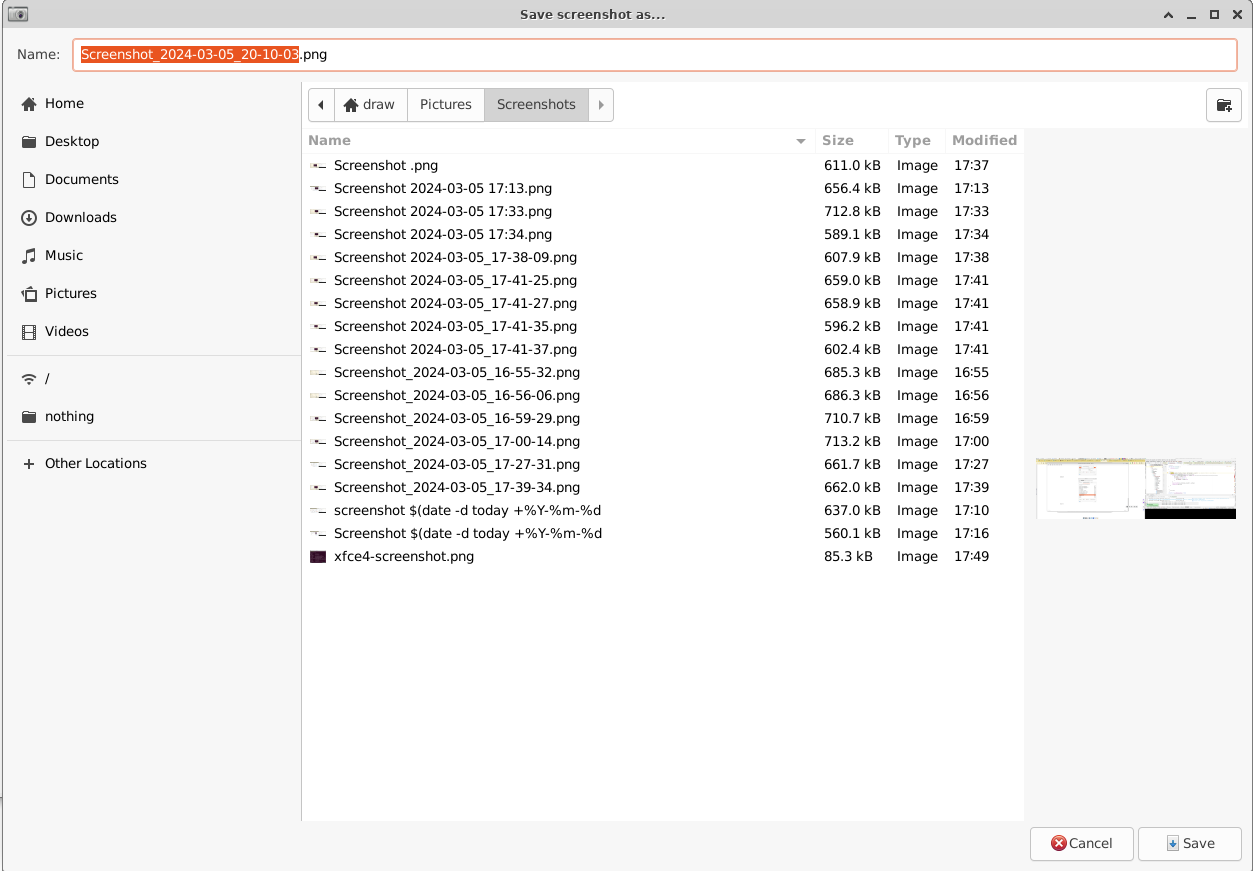 Save screenshot as...
Name: Screenshot_2024-03-05_20-10-03.png
Home
Desktop
Documents
Downloads
Music
Pictures
Videos
/
nothing
Other Locations
draw Pictures Screenshots
Name Size Type Modified
Screenshot .png 611.0 kB Image 17:37
Screenshot 2024-03-05 17:13.png 656.4 kB Image 17:13
Screenshot 2024-03-05 17:33.png 712.8 kB Image 17:33
Screenshot 2024-03-05 17:34.png 589.1 kB Image 17:34
Screenshot 2024-03-05_17-38-09.png 607.9 kB Image 17:38
Screenshot 2024-03-05_17-41-25.png 659.0 kB Image 17:41
Screenshot 2024-03-05_17-41-27.png 658.9 kB Image 17:41
Screenshot 2024-03-05_17-41-35.png 596.2 kB Image 17:41
Screenshot 2024-03-05_17-41-37.png 602.4 kB Image 17:41
Screenshot_2024-03-05_16-55-32.png 685.3 kB Image 16:55
Screenshot_2024-03-05_16-56-06.png 686.3 kB Image 16:56
Screenshot_2024-03-05_16-59-29.png 710.7 kB Image 16:59
Screenshot_2024-03-05_17-00-14.png 713.2 kB Image 17:00
Screenshot_2024-03-05_17-27-31.png 661.7 kB Image 17:27
Screenshot_2024-03-05_17-39-34.png 662.0 kB Image 17:39
screenshot $(date -d today +%Y-%m-%d 637.0 kB Image 17:10
Screenshot $(date -d today +%Y-%m-%d 560.1 kB Image 17:16
xfce4-screenshot.png 85.3 kB Image 17:49
Cancel Save